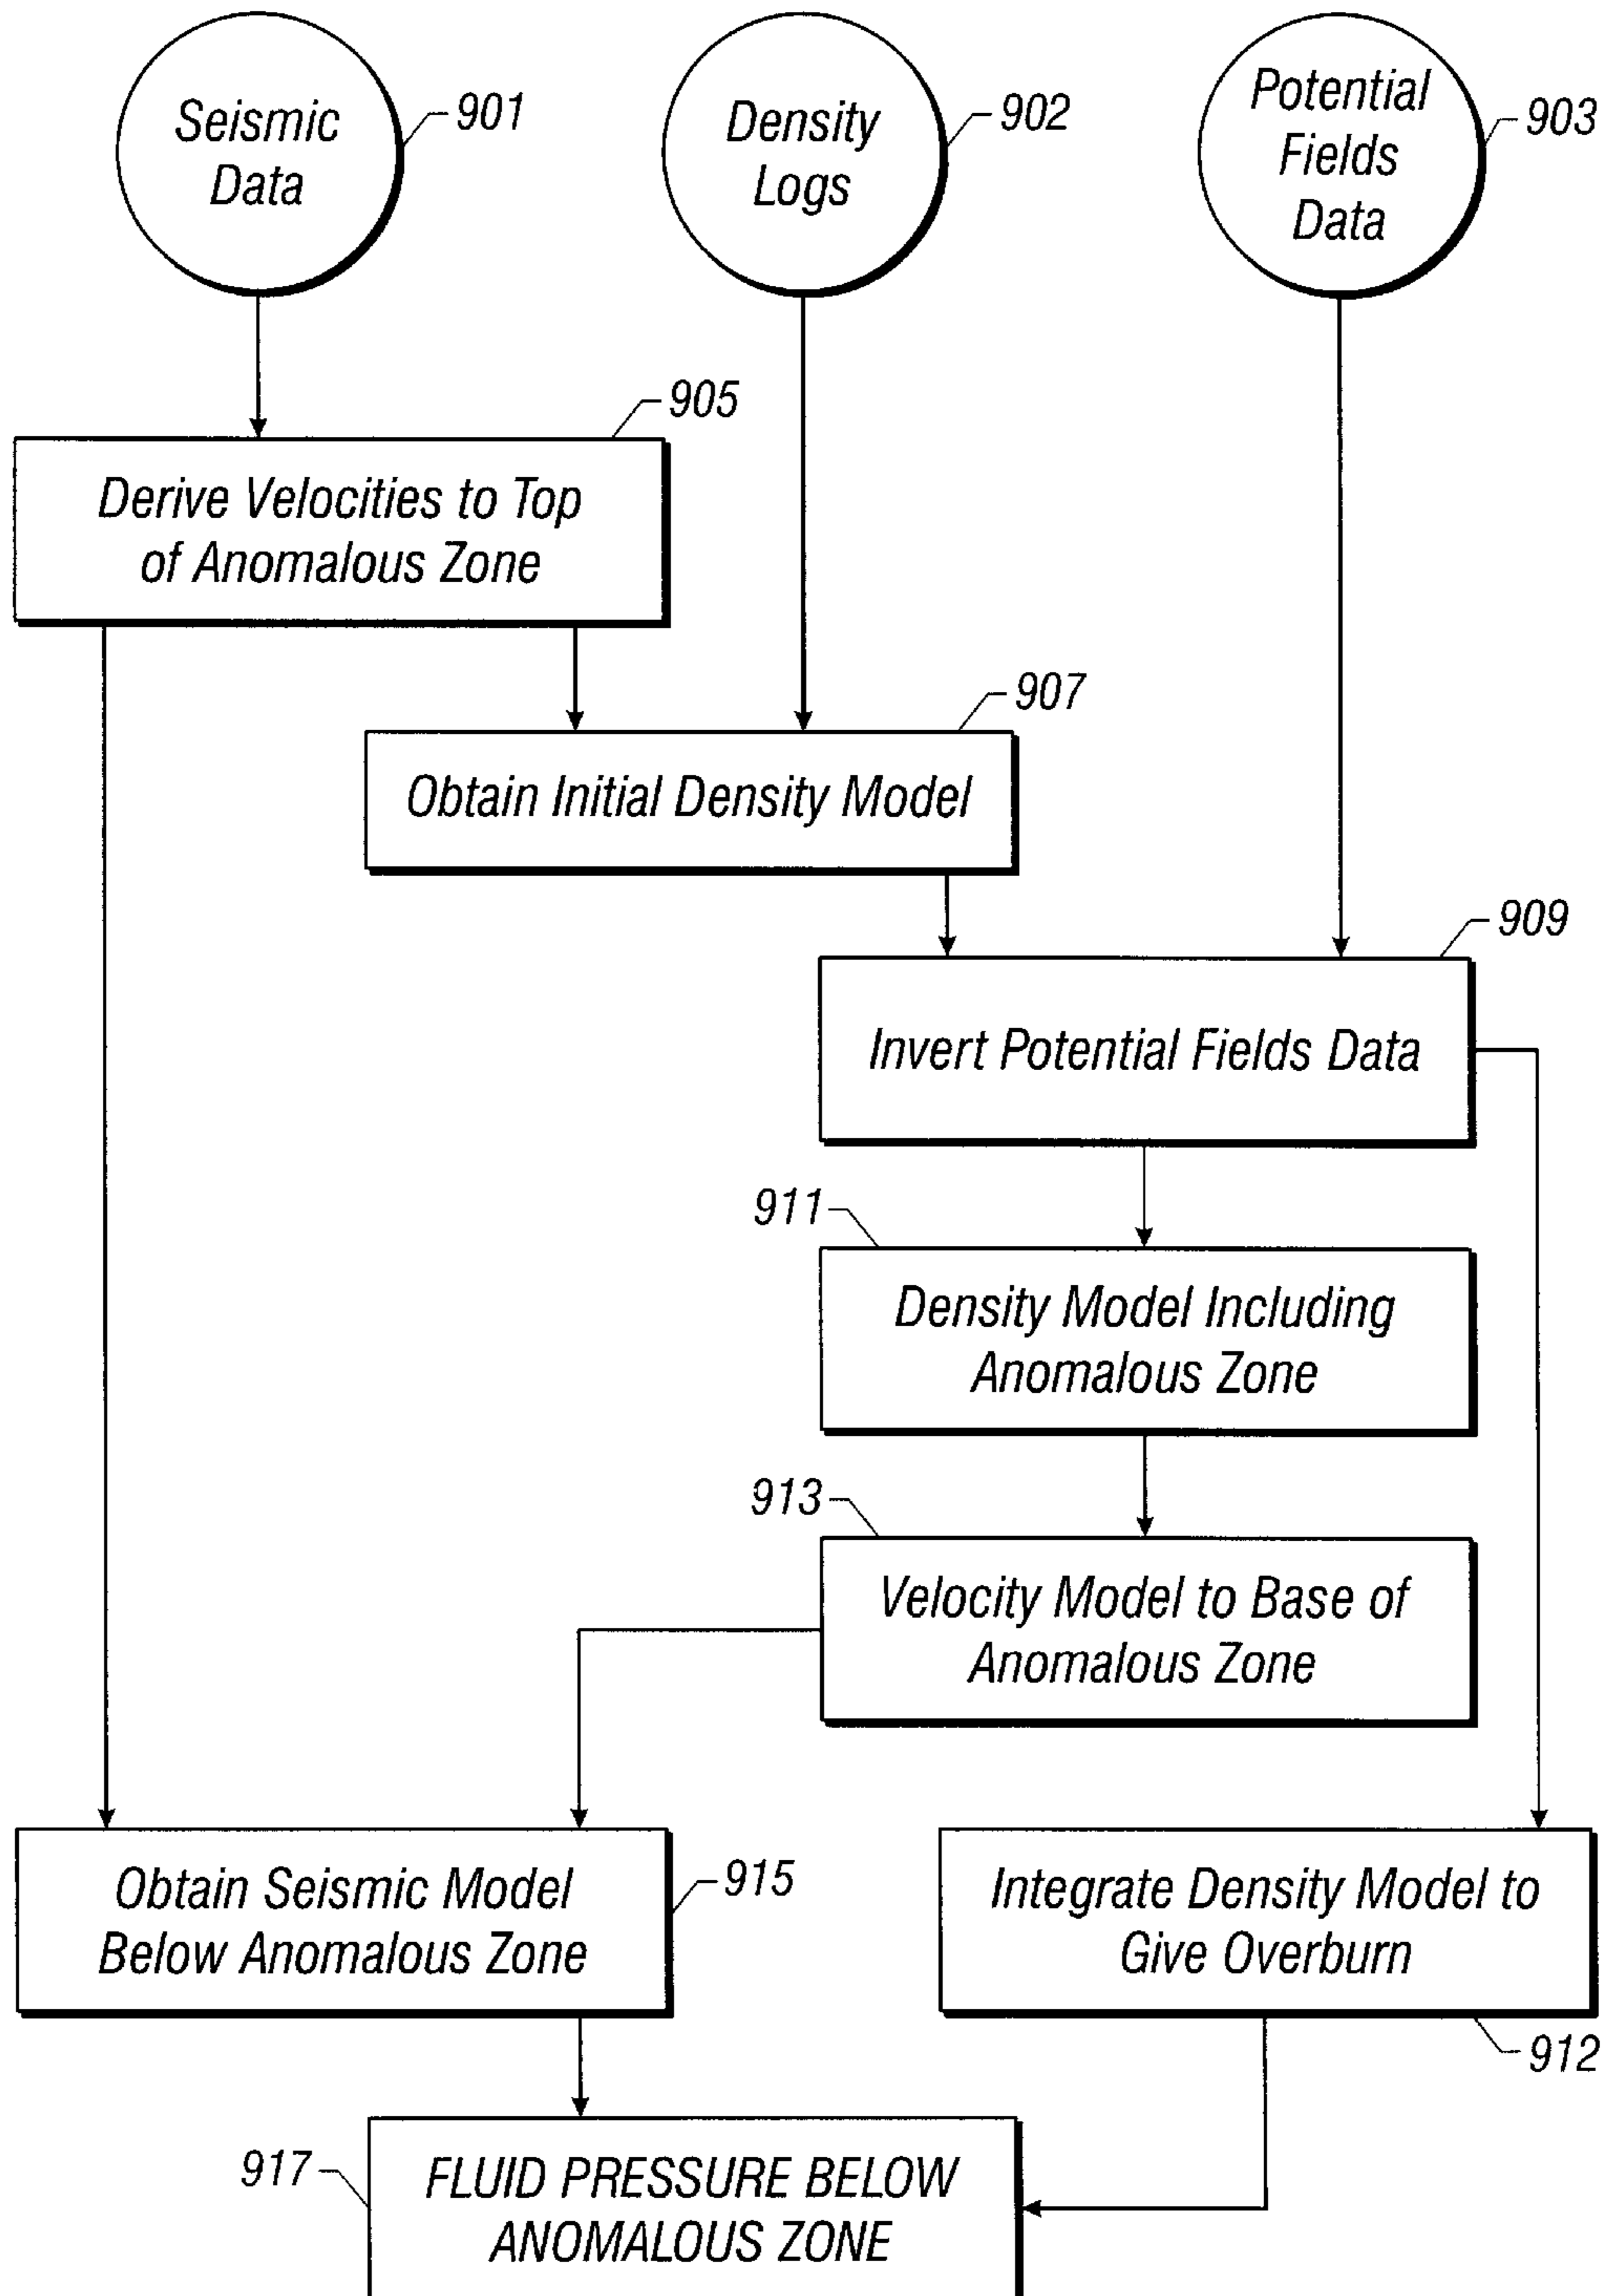 Seismic
Data
901
Density
Logs
902
Potential
Fields
Data
903
905
Derive Velocities to Top
of Anomalous Zone
907
Obtain Initial Density Model
909
Invert Potential Fields Data
911
Density Model Including
Anomalous Zone
913
Velocity Model to Base of
Anomalous Zone
Obtain Seismic Model
Below Anomalous Zone
915
Integrate Density Model to
Give Overburn
912
917
FLUID PRESSURE BELOW
ANOMALOUS ZONE